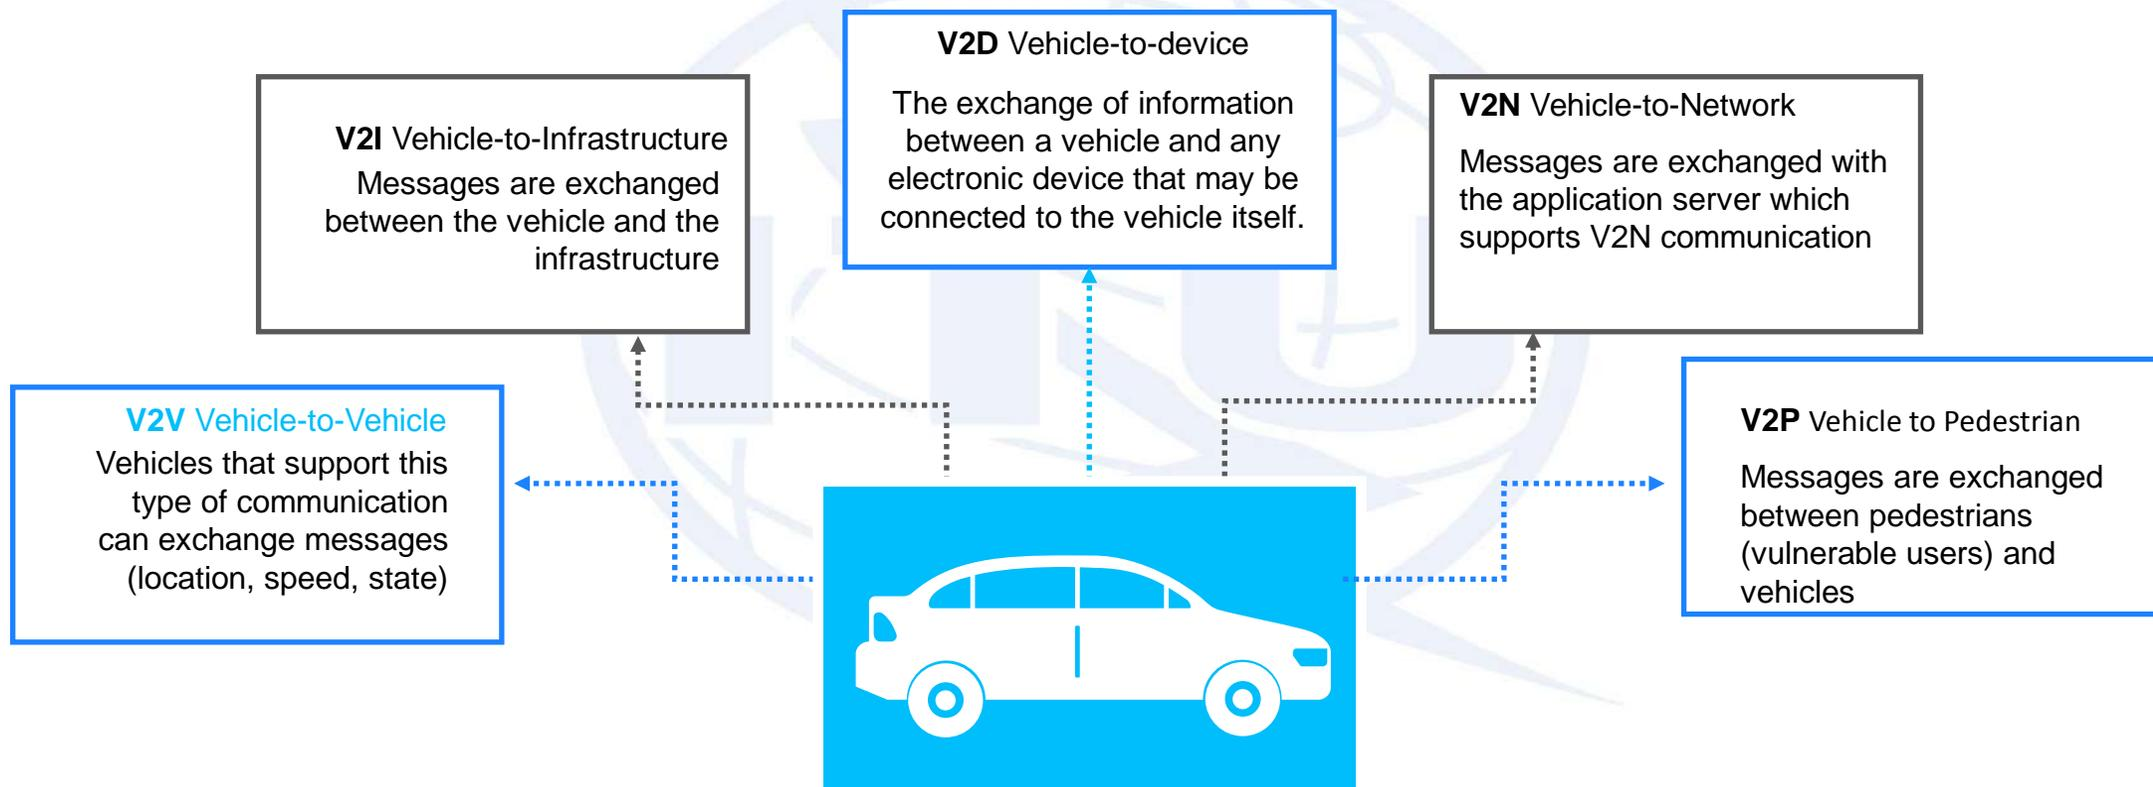 V2D Vehicle-to-device
The exchange of information
between a vehicle and any
electronic device that may be
connected to the vehicle itself.
V2I Vehicle-to-Infrastructure
Messages are exchanged
between the vehicle and the
infrastructure
V2N Vehicle-to-Network
Messages are exchanged with
the application server which
supports V2N communication
V2V Vehicle-to-Vehicle
Vehicles that support this
type of communication
can exchange messages
(location, speed, state)
V2P Vehicle to Pedestrian
Messages are exchanged
between pedestrians
(vulnerable users) and
vehicles
ITU